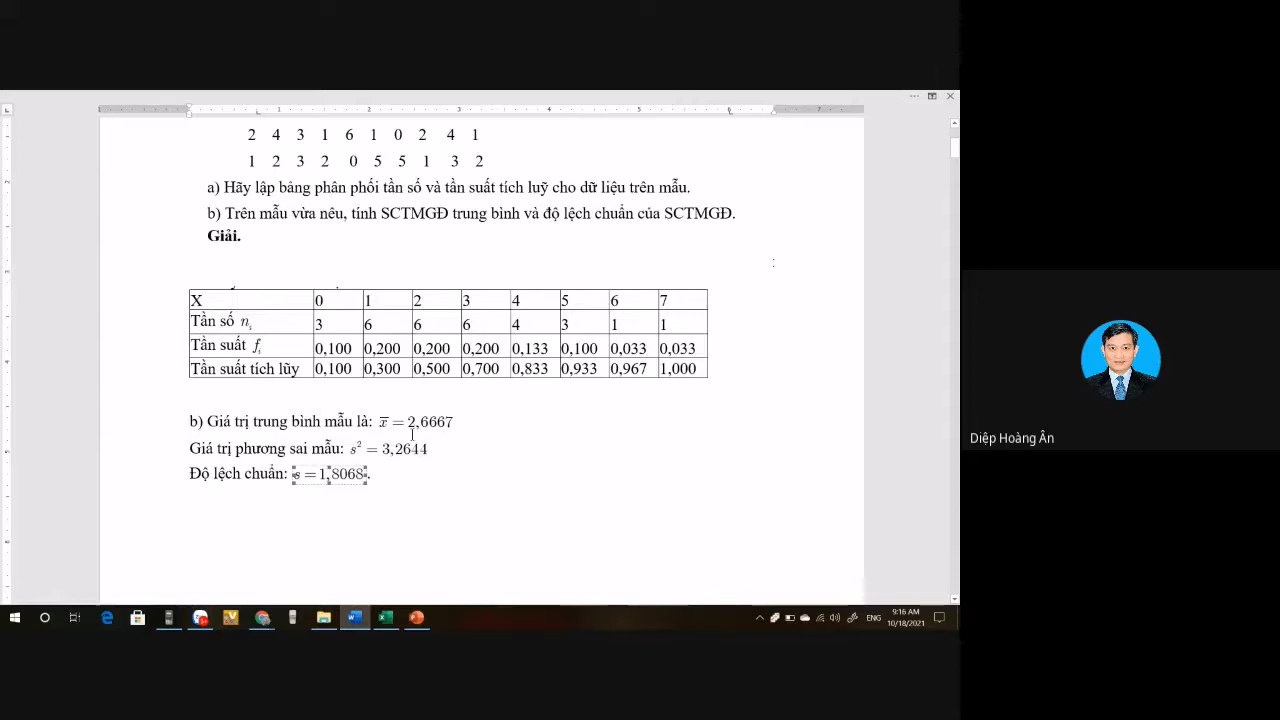 2 4 3 1 6 1 0 2 4 1
1 2 3 2 0 5 5 1 3 2
a) Hãy lập bảng phân phối tần số và tần suất tích luỹ cho dữ liệu trên mẫu.
b) Trên mẫu vừa nêu, tính SCTMGĐ trung bình và độ lệch chuẩn của SCTMGĐ.
Giải.
:
X 0 1 2 3 4 5 6 7
Tần số nᵢ 3 6 6 6 4 3 1 1
Tần suất fᵢ 0,100 0,200 0,200 0,200 0,133 0,100 0,033 0,033
Tần suất tích lũy 0,100 0,300 0,500 0,700 0,833 0,933 0,967 1,000
b) Giá trị trung bình mẫu là: x̄ = 2,6667
Giá trị phương sai mẫu: s² = 3,2644
Độ lệch chuẩn: s = 1,8068.
Diệp Hoàng Ân
ENG
9:16 AM
10/18/2021